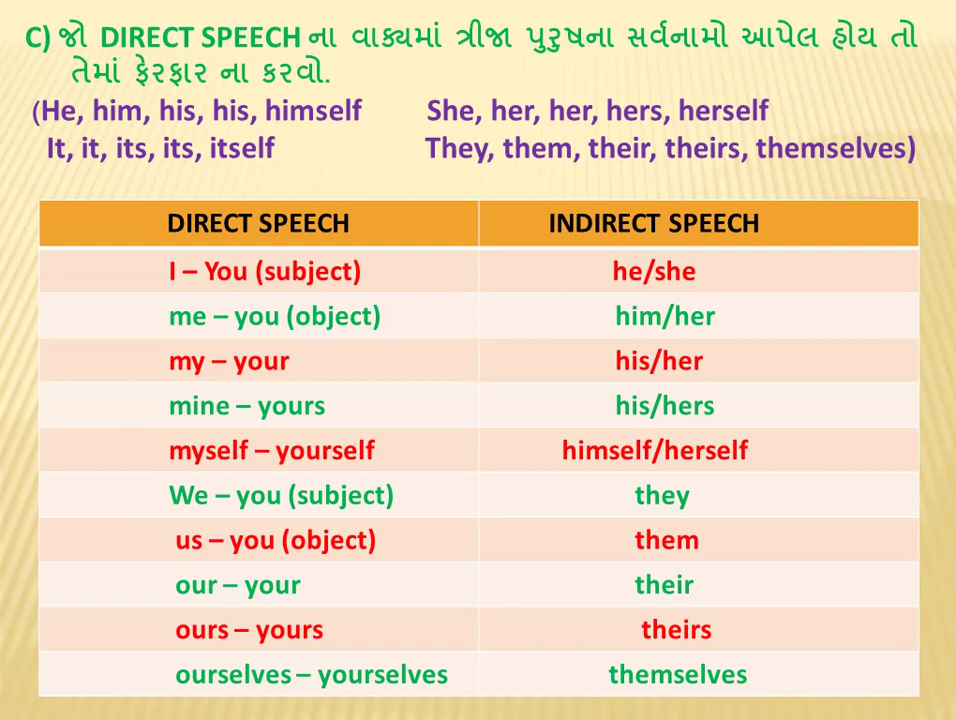 C) જો DIRECT SPEECH ના વાક્યમાં ત્રીજા પુરુષના સર્વનામો આપેલ હોય તો
તેમાં ફેરફાર ના કરવો.
(He, him, his, his, himself She, her, her, hers, herself
It, it, its, its, itself They, them, their, theirs, themselves)
DIRECT SPEECH INDIRECT SPEECH
I – You (subject) he/she
me – you (object) him/her
my – your his/her
mine – yours his/hers
myself – yourself himself/herself
We – you (subject) they
us – you (object) them
our – your their
ours – yours theirs
ourselves – yourselves themselves